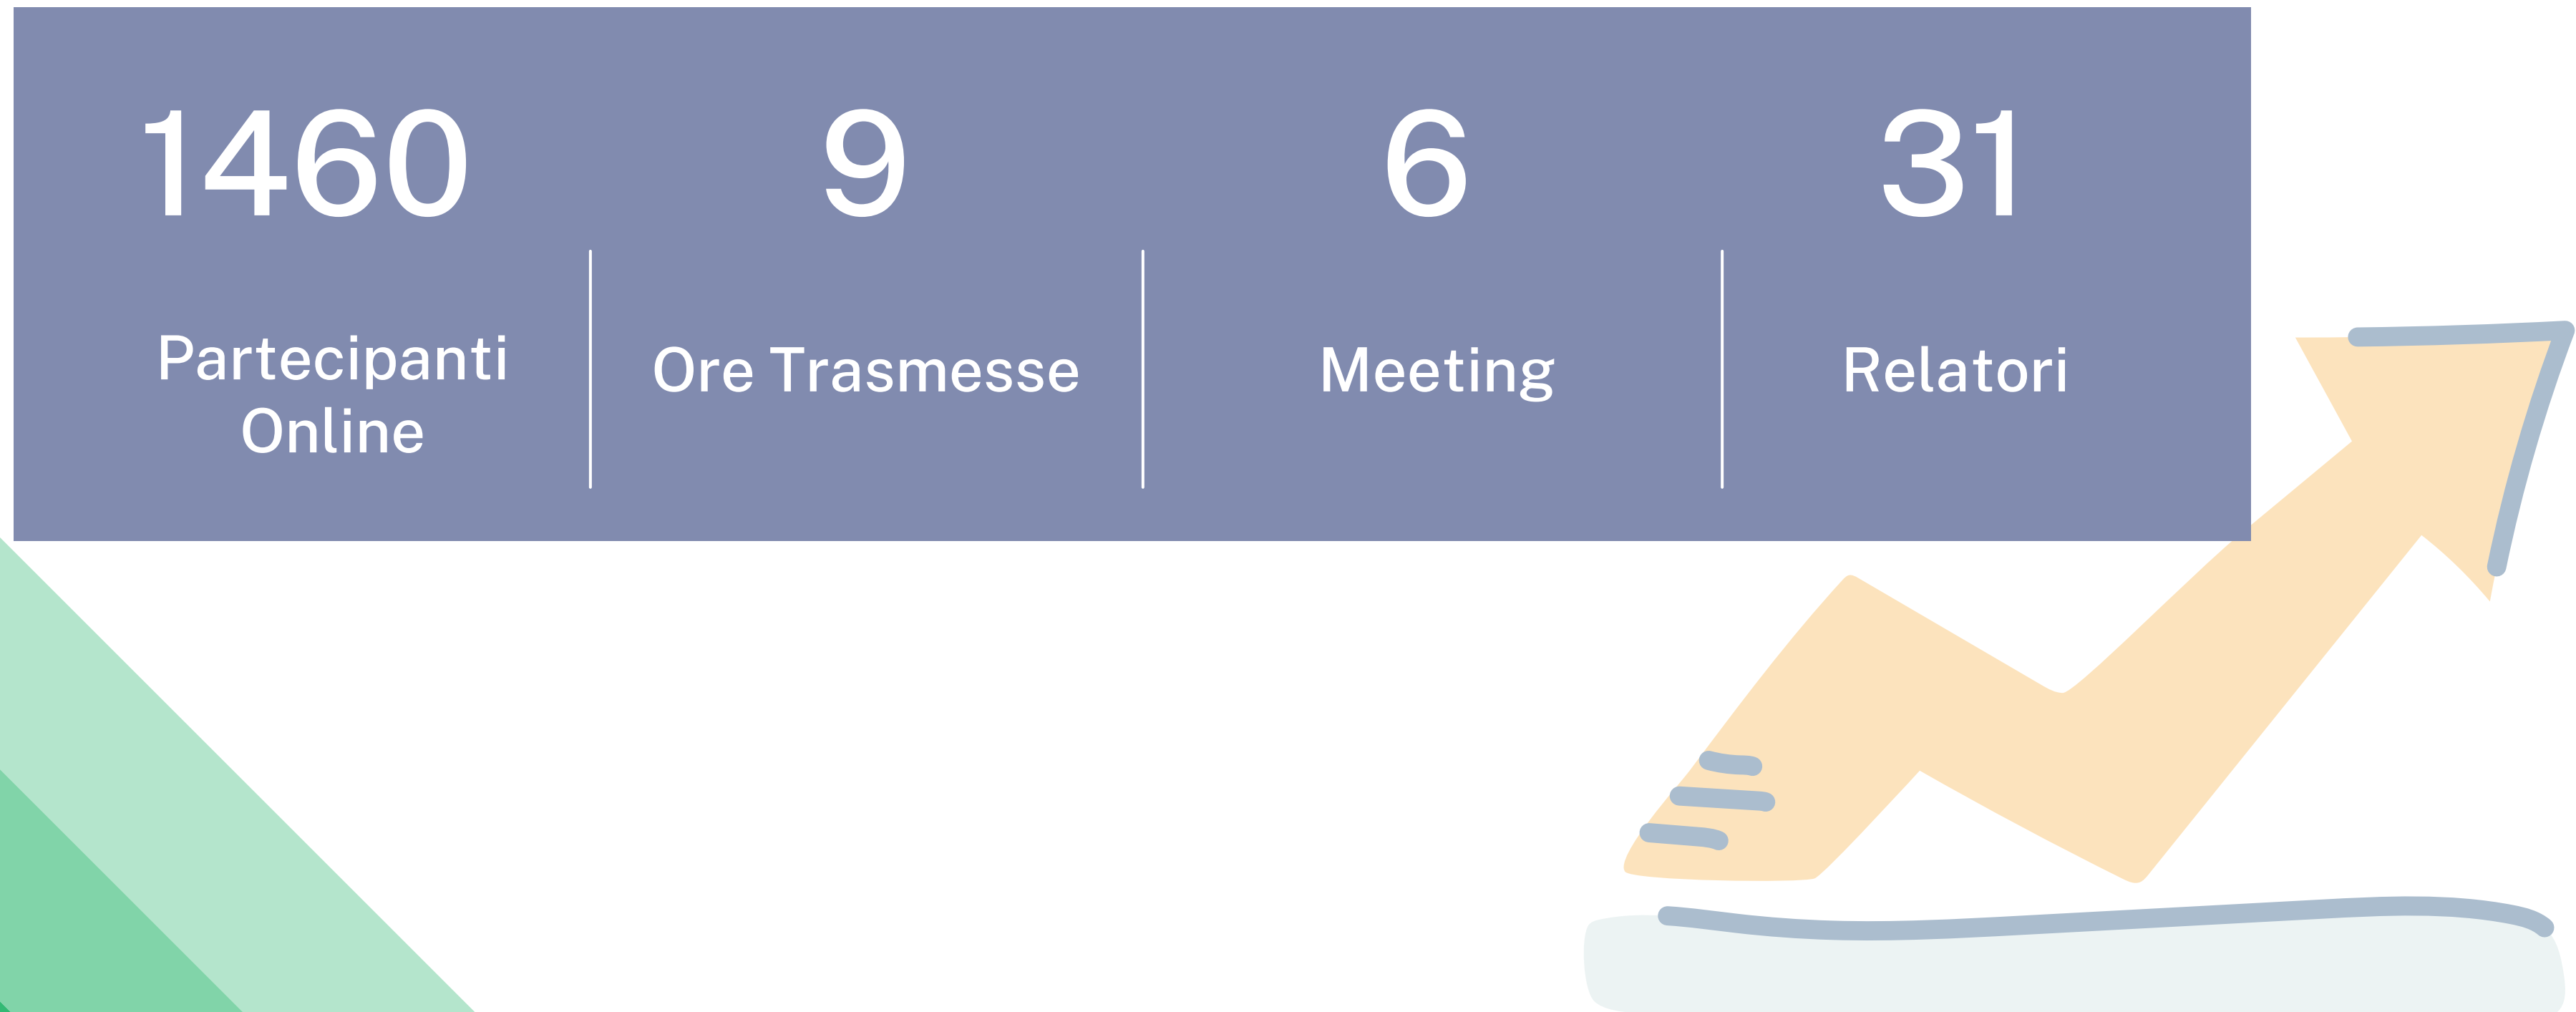 1460
Partecipanti
Online
9
Ore Trasmesse
6
Meeting
31
Relatori